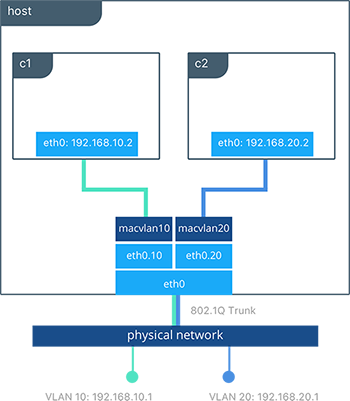 host
c1
c2
eth0: 192.168.10.2
eth0: 192.168.20.2
macvlan10
macvlan20
eth0.10
eth0.20
eth0
802.1Q Trunk
physical network
VLAN 10: 192.168.10.1
VLAN 20: 192.168.20.1